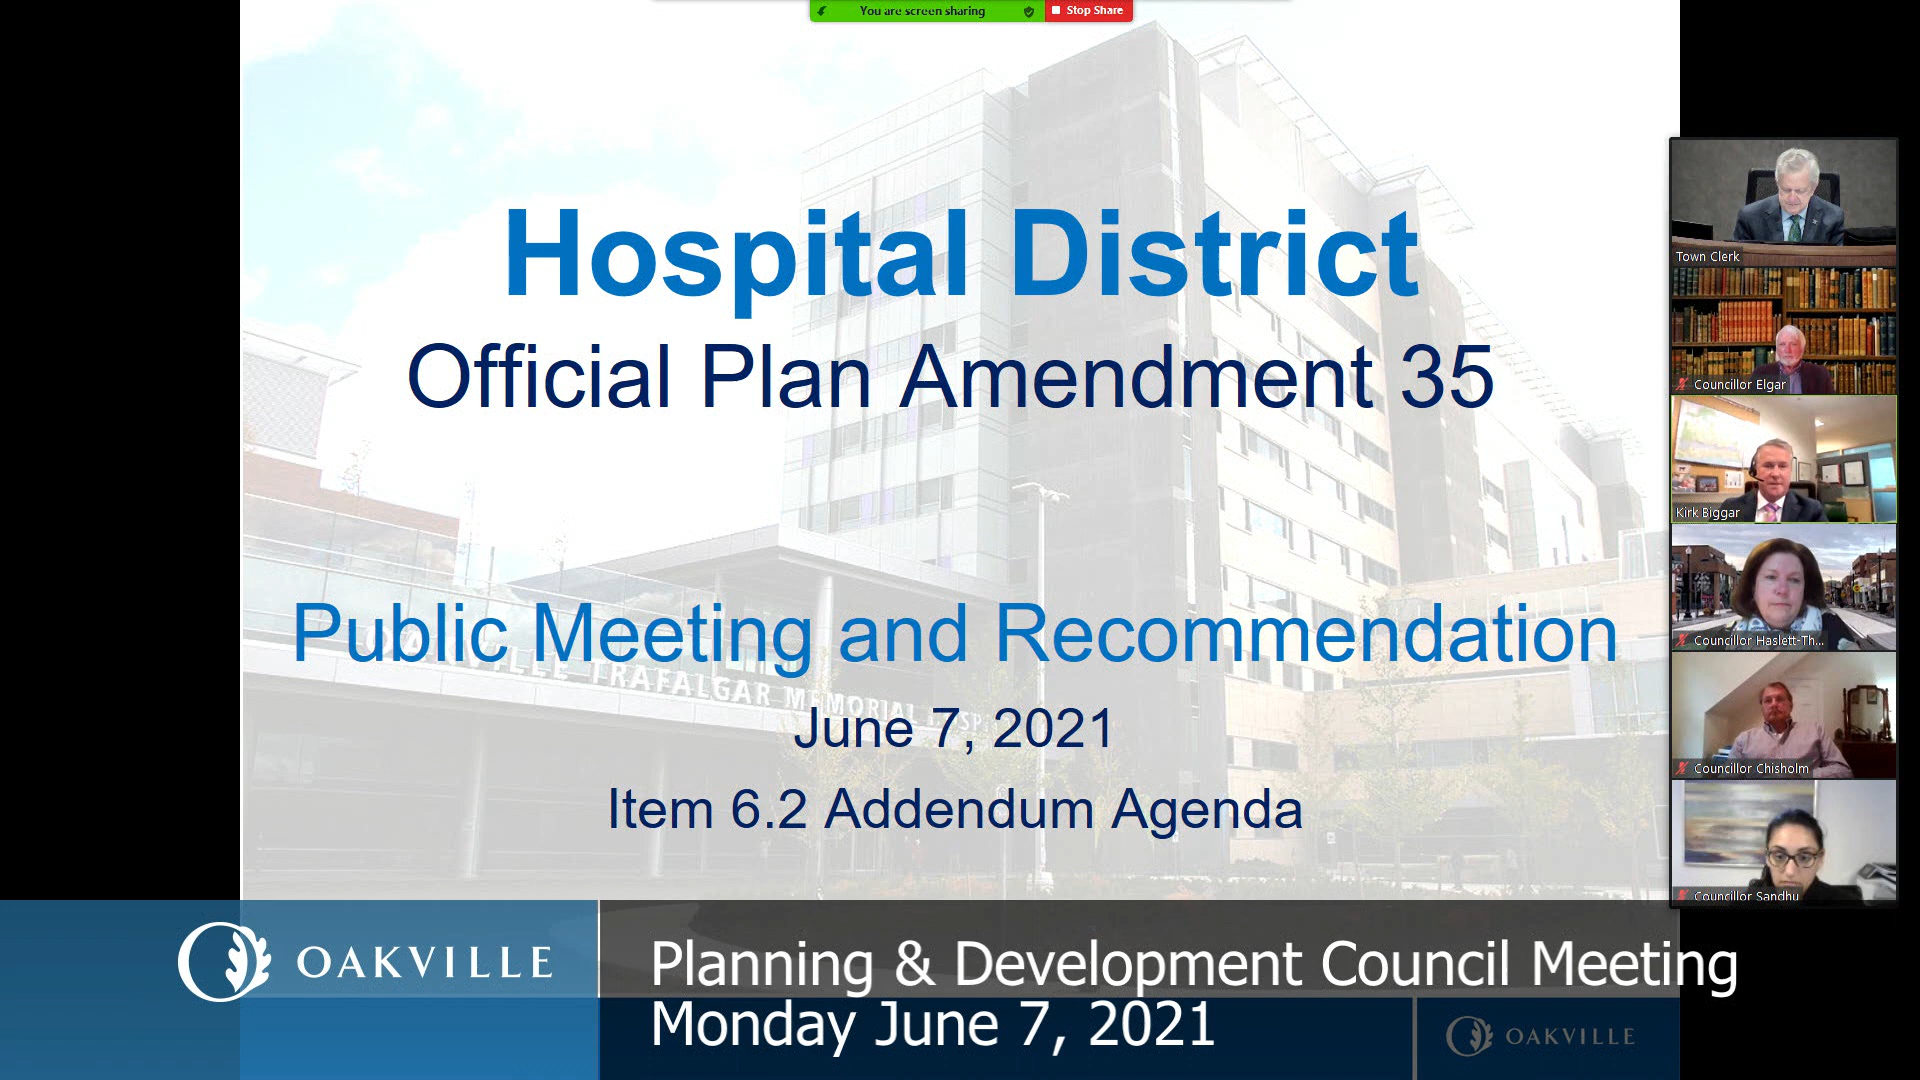 You are screen sharing
Stop Share
Hospital District
Official Plan Amendment 35
Public Meeting and Recommendation
TRAFALGAR MEMORIAL
June 7, 2021
Item 6.2 Addendum Agenda
Town Clerk
Councillor Elgar
Kirk Biggar
Councillor Haslett-Th...
Councillor Chisholm
Councillor Sandhu
OAKVILLE
Planning & Development Council Meeting
Monday June 7, 2021
OAKVILLE